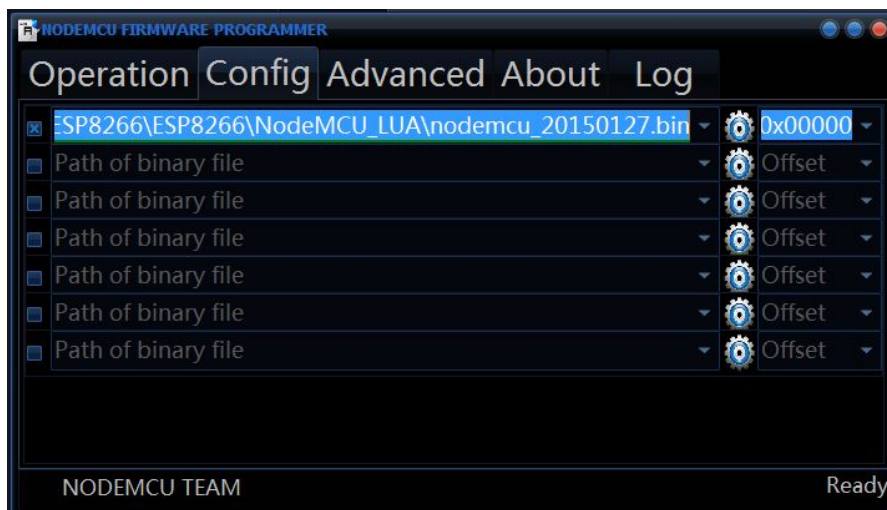 NODEMCU FIRMWARE PROGRAMMER
Operation Config Advanced About Log
ESP8266\ESP8266\NodeMCU_LUA\nodemcu_20150127.bin 0x00000
Path of binary file Offset
Path of binary file Offset
Path of binary file Offset
Path of binary file Offset
Path of binary file Offset
Path of binary file Offset
NODEMCU TEAM Ready